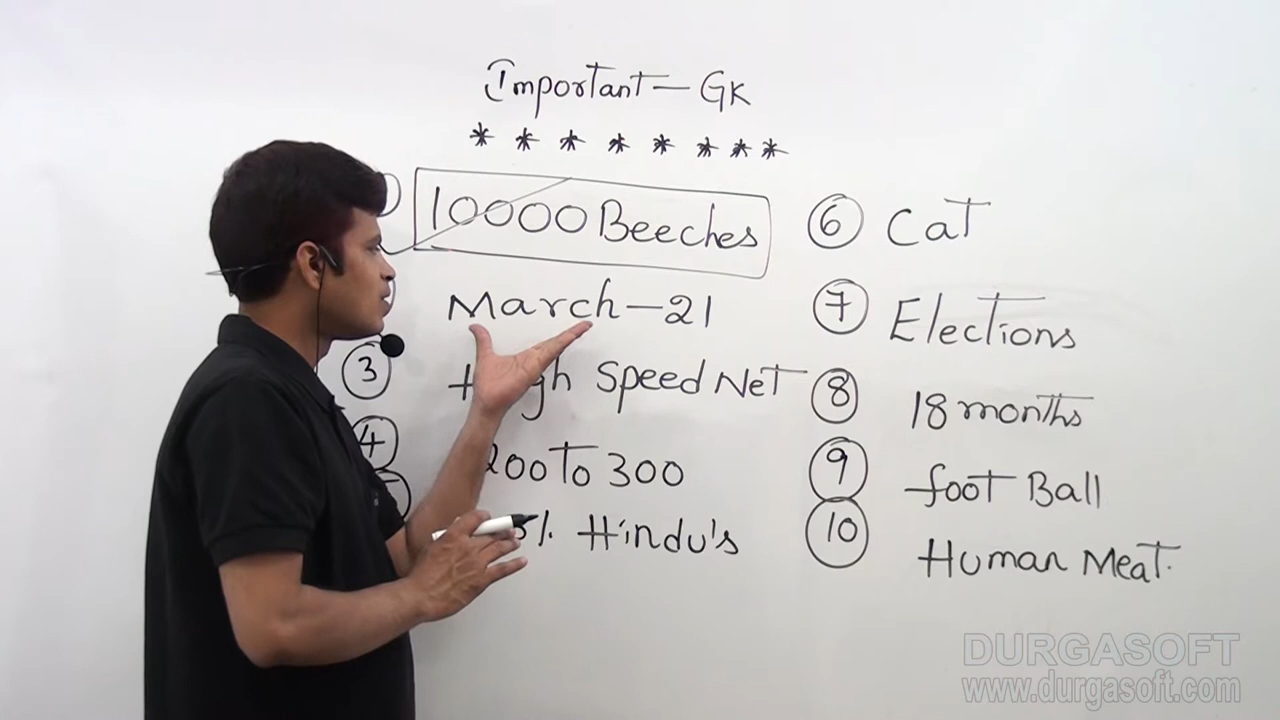 Important - GK
* * * * * * * *
10000 Beeches
March - 21
3 Speed Net
4 200 To 300
% Hindu's
6 Cat
7 Elections
8 18 months
9 foot Ball
10 Human Meat.
DURGASOFT
www.durgasoft.com